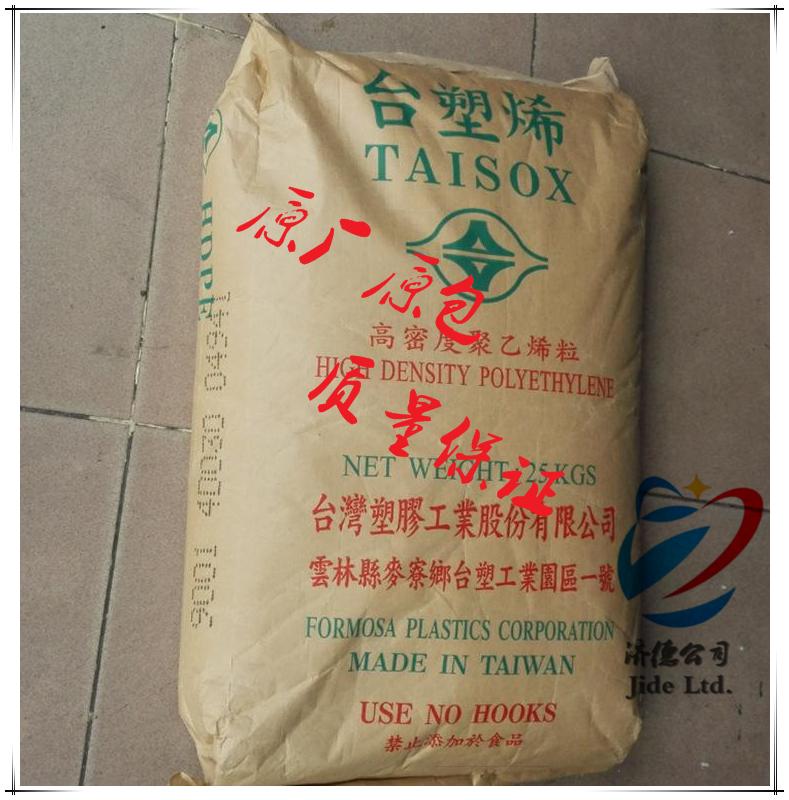 台塑烯
TAISOX
HDPE
原厂原包
高密度聚乙烯粒
HIGH DENSITY POLYETHYLENE
质量保证
NET WEIGHT 25 KGS
台灣塑膠工業股份有限公司
雲林縣麥寮鄉台塑工業園區一號
FORMOSA PLASTICS CORPORATION
MADE IN TAIWAN
USE NO HOOKS
禁止添加於食品
济德公司
Jide Ltd.